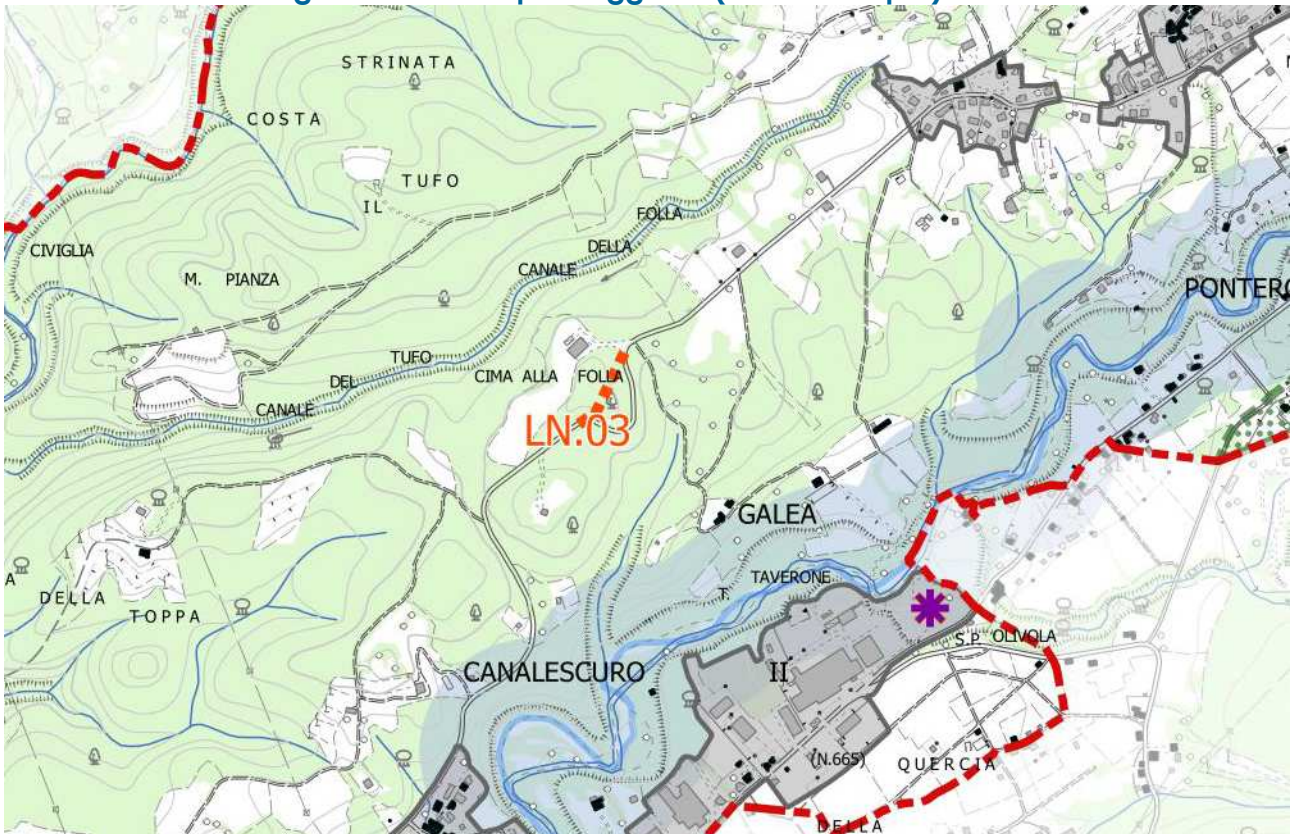 STRINATA
COSTA
TUFO
IL
FOLLA
DELLA
CANALE
CIVIGLIA
M. PIANZA
PONTERO
TUFO
DEL
CANALE
CIMA ALLA FOLLA
LN.03
GALEA
TAVERONE
T.
DELLA
TOPPA
S.P. OLIVOLA
CANALESCURO
II
(N.665)
QUERCIA
DELLA